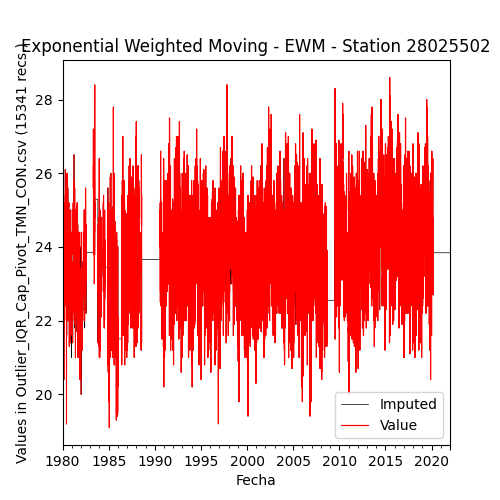 Exponential Weighted Moving - EWM - Station 28025502
Values in Outlier_IQR_Cap_Pivot_TMN_CON.csv (15341 recs.)
28
26
24
22
20
1980 1985 1990 1995 2000 2005 2010 2015 2020
Fecha
Imputed
Value